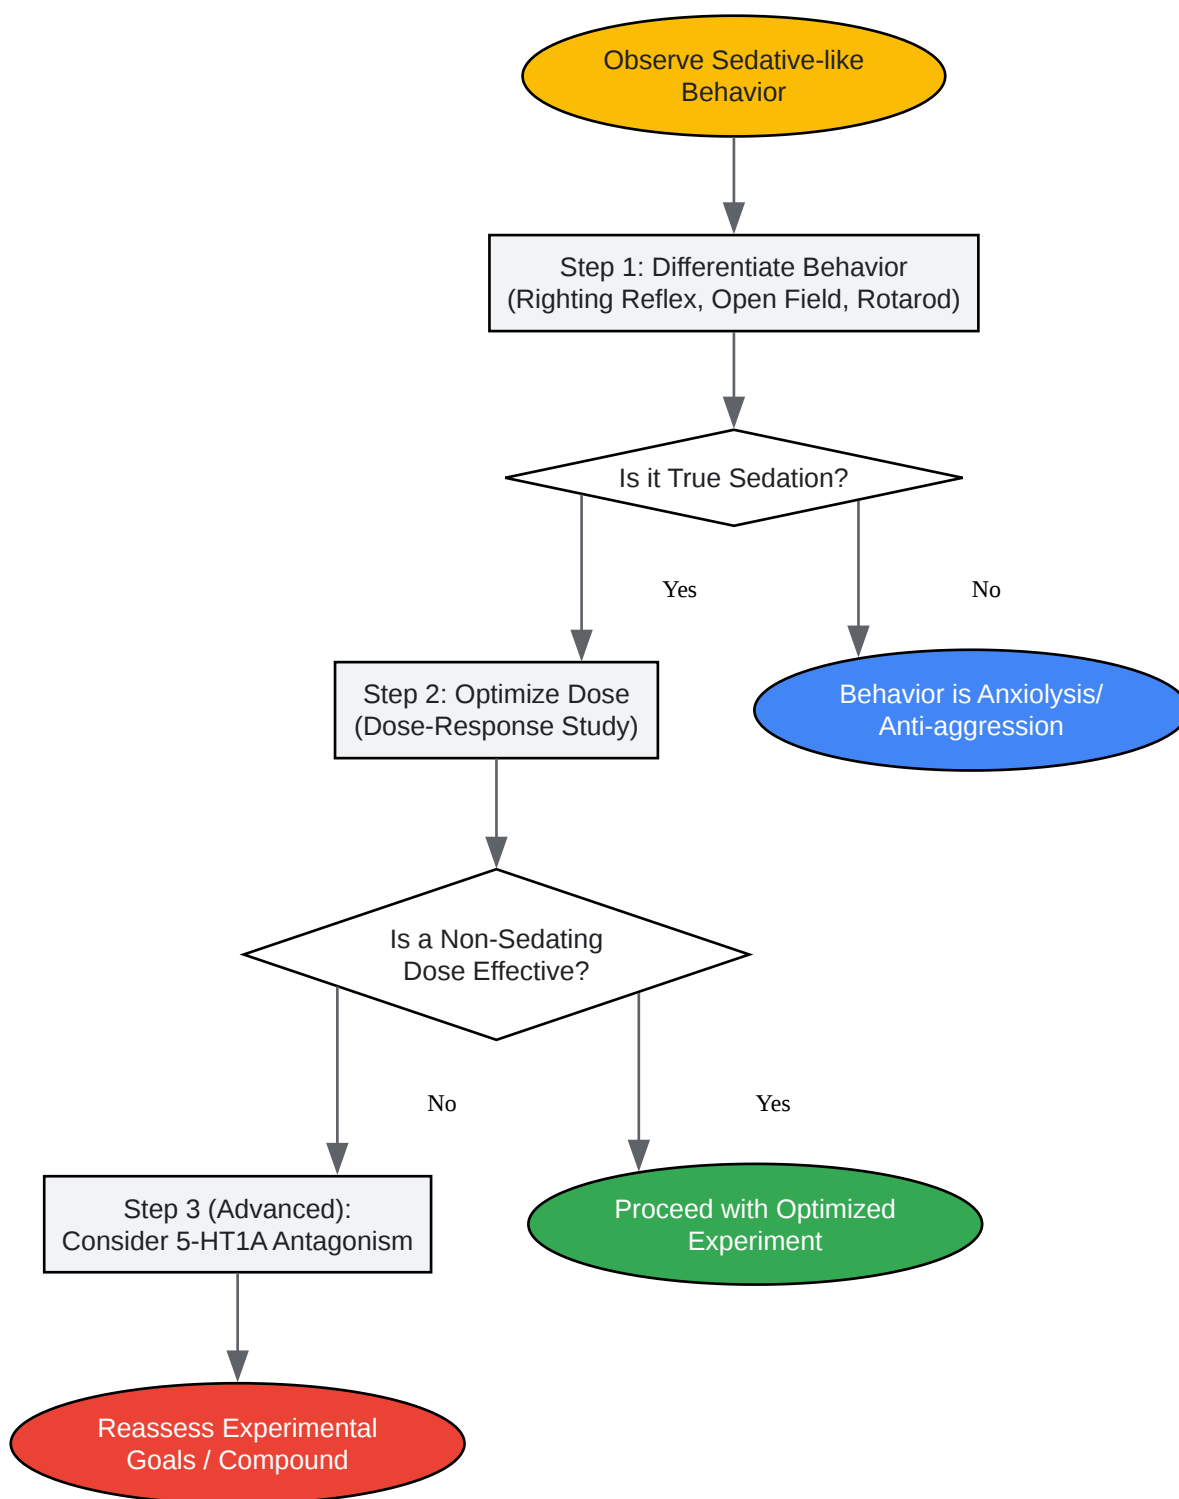 Observe Sedative-like
Behavior
Step 1: Differentiate Behavior
(Righting Reflex, Open Field, Rotarod)
Is it True Sedation?
Yes
No
Step 2: Optimize Dose
(Dose-Response Study)
Behavior is Anxiolysis/
Anti-aggression
Is a Non-Sedating
Dose Effective?
No
Yes
Step 3 (Advanced):
Consider 5-HT1A Antagonism
Proceed with Optimized
Experiment
Reassess Experimental
Goals / Compound